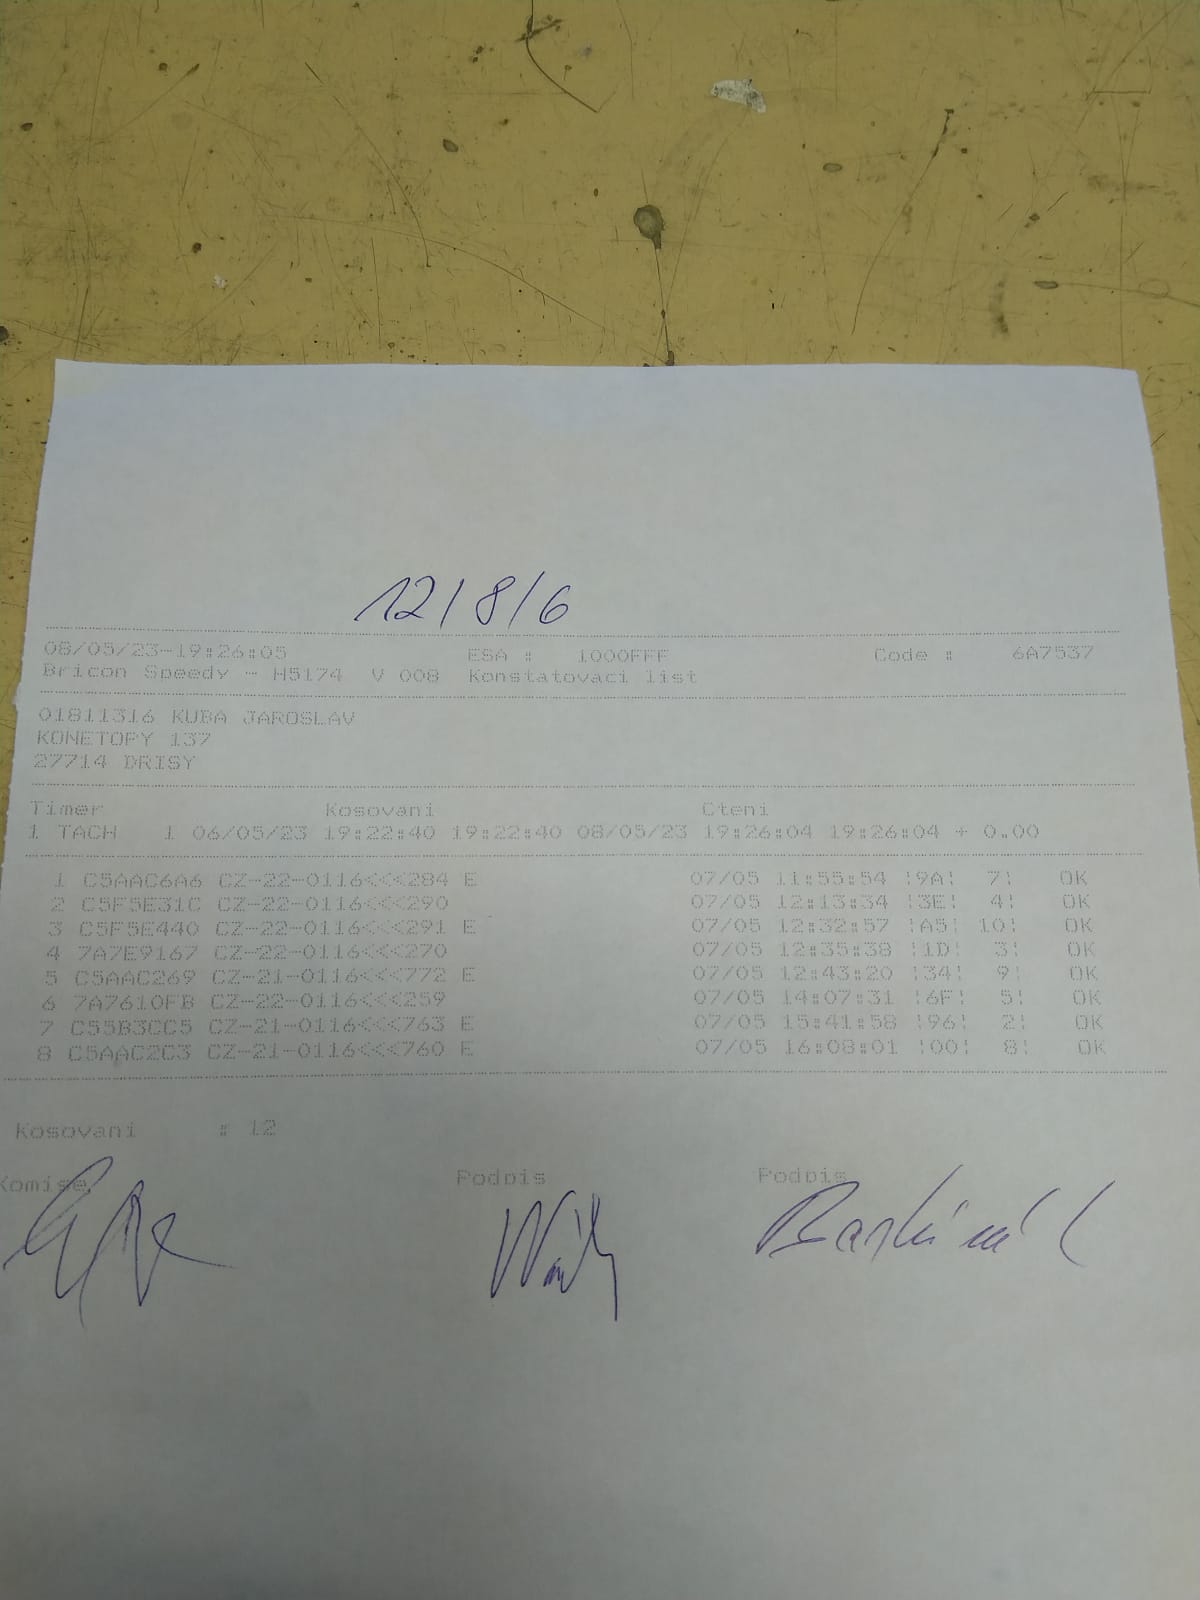 12/8/6
08/05/23-19:26:05 ESA : 1000FFF Code : 6A7537
Bricon Speedy - H5174 V 008 Konstatovaci list
01811316 KUBA JAROSLAV
KONETOPY 137
27714 DRISY
Timer Kosovani Cteni
1 TACH 1 06/05/23 19:22:40 19:22:40 08/05/23 19:26:04 19:26:04 + 0.00
1 C5AAC6A6 CZ-22-0116<<<284 E 07/05 11:55:54 ¦9A¦ 7¦ OK
2 C5F5E31C CZ-22-0116<<<290 07/05 12:13:34 ¦3E¦ 4¦ OK
3 C5F5E440 CZ-22-0116<<<291 E 07/05 12:32:57 ¦A5¦ 10¦ OK
4 7A7E9167 CZ-22-0116<<<270 07/05 12:35:38 ¦1D¦ 3¦ OK
5 C5AAC269 CZ-21-0116<<<772 E 07/05 12:43:20 ¦34¦ 9¦ OK
6 7A7610FB CZ-22-0116<<<259 07/05 14:07:31 ¦6F¦ 5¦ OK
7 C55B3CC5 CZ-21-0116<<<763 E 07/05 15:41:58 ¦96¦ 2¦ OK
8 C5AAC2C3 CZ-21-0116<<<760 E 07/05 16:08:01 ¦00¦ 8¦ OK
Kosovani : 12
Komise Podpis Podpis